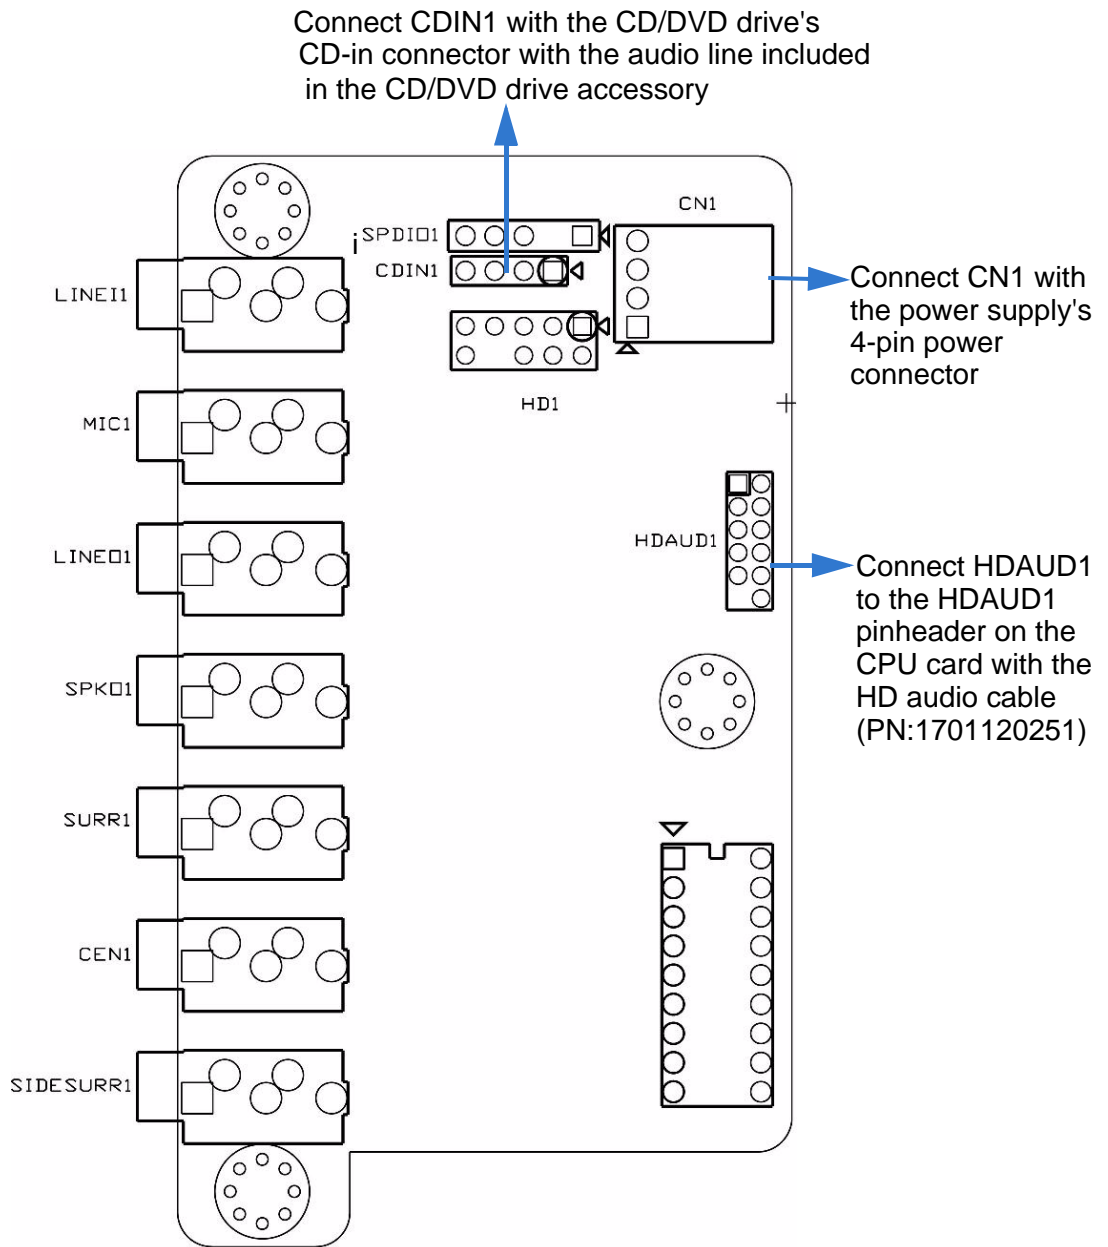 Connect CDIN1 with the CD/DVD drive's
CD-in connector with the audio line included
in the CD/DVD drive accessory
CN1
iSPDIO1
CDIN1
LINEI1
Connect CN1 with
the power supply's
4-pin power
connector
HD1
MIC1
HDAUD1
LINEO1
Connect HDAUD1
to the HDAUD1
pinheader on the
CPU card with the
HD audio cable
(PN:1701120251)
SPKO1
SURR1
CEN1
SIDESURR1